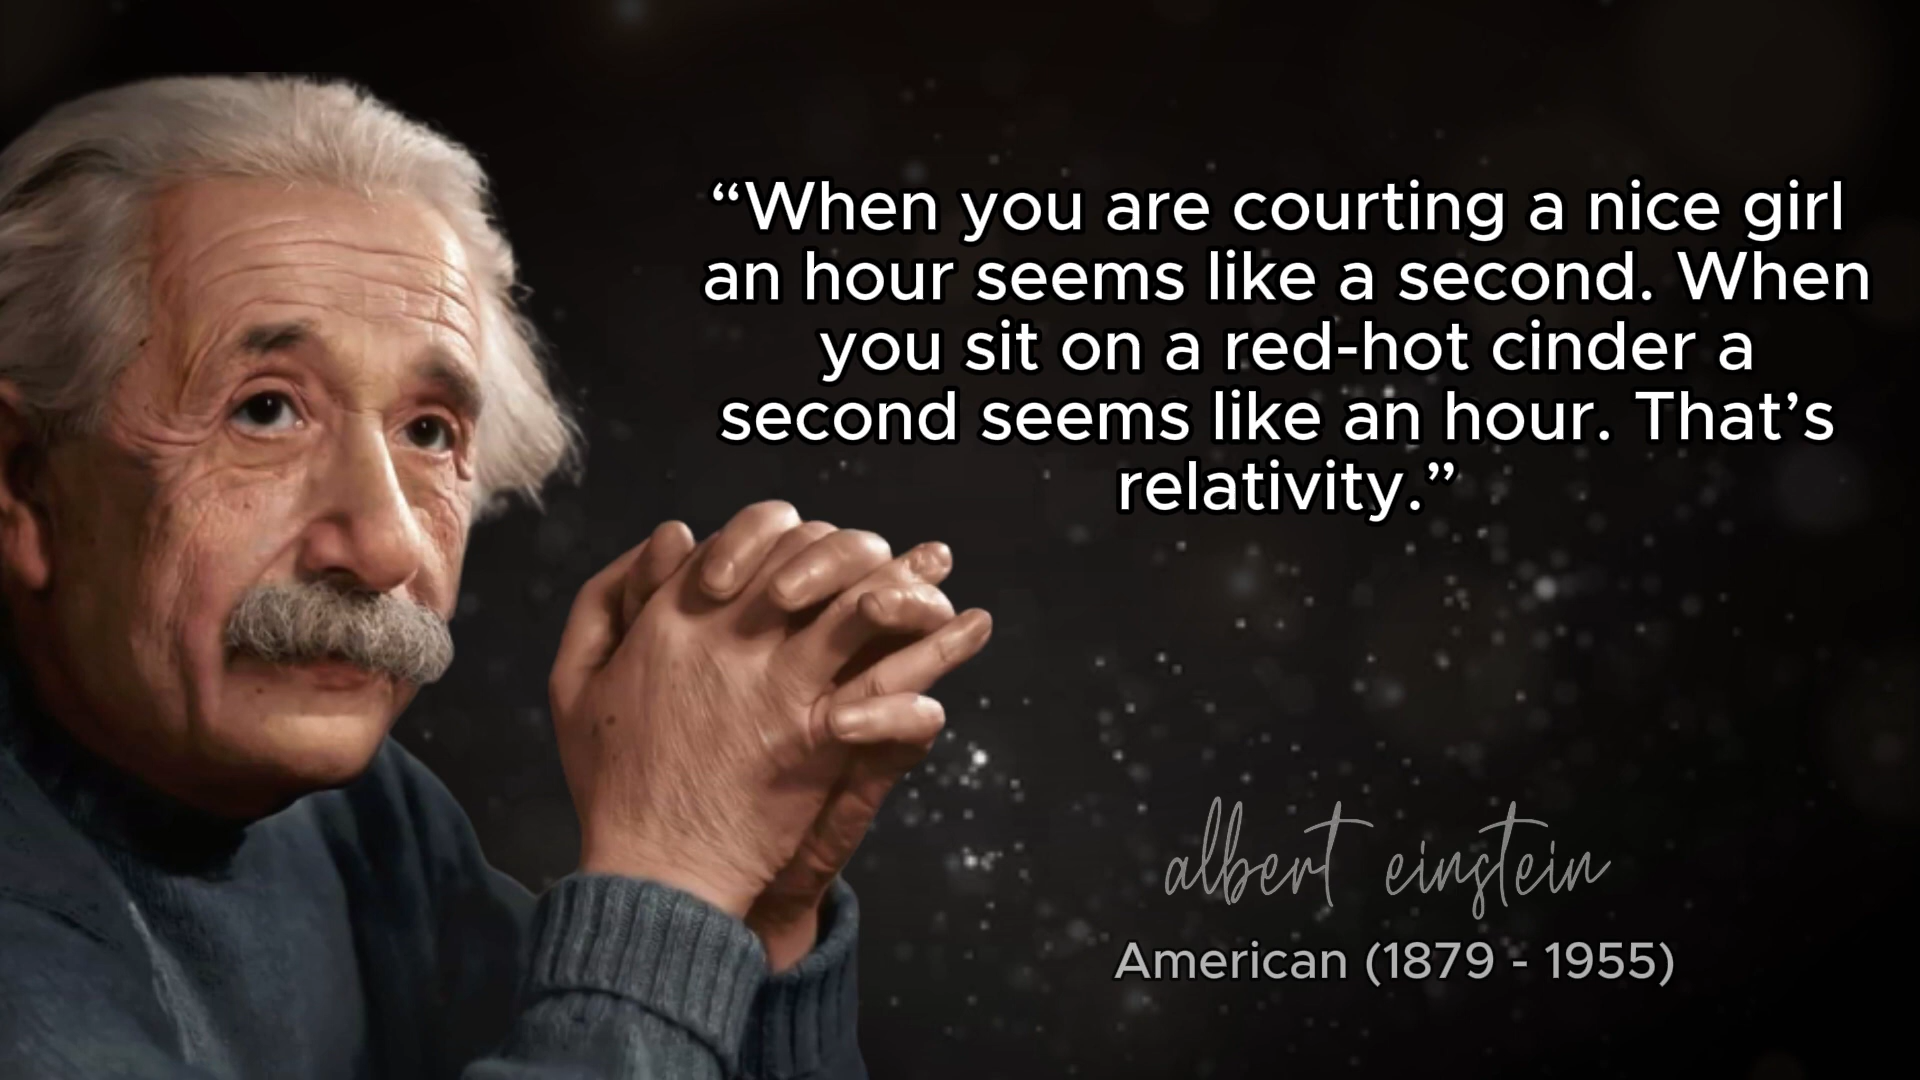 “When you are courting a nice girl
an hour seems like a second. When
you sit on a red-hot cinder a
second seems like an hour. That’s
relativity.”
albert einstein
American (1879 - 1955)